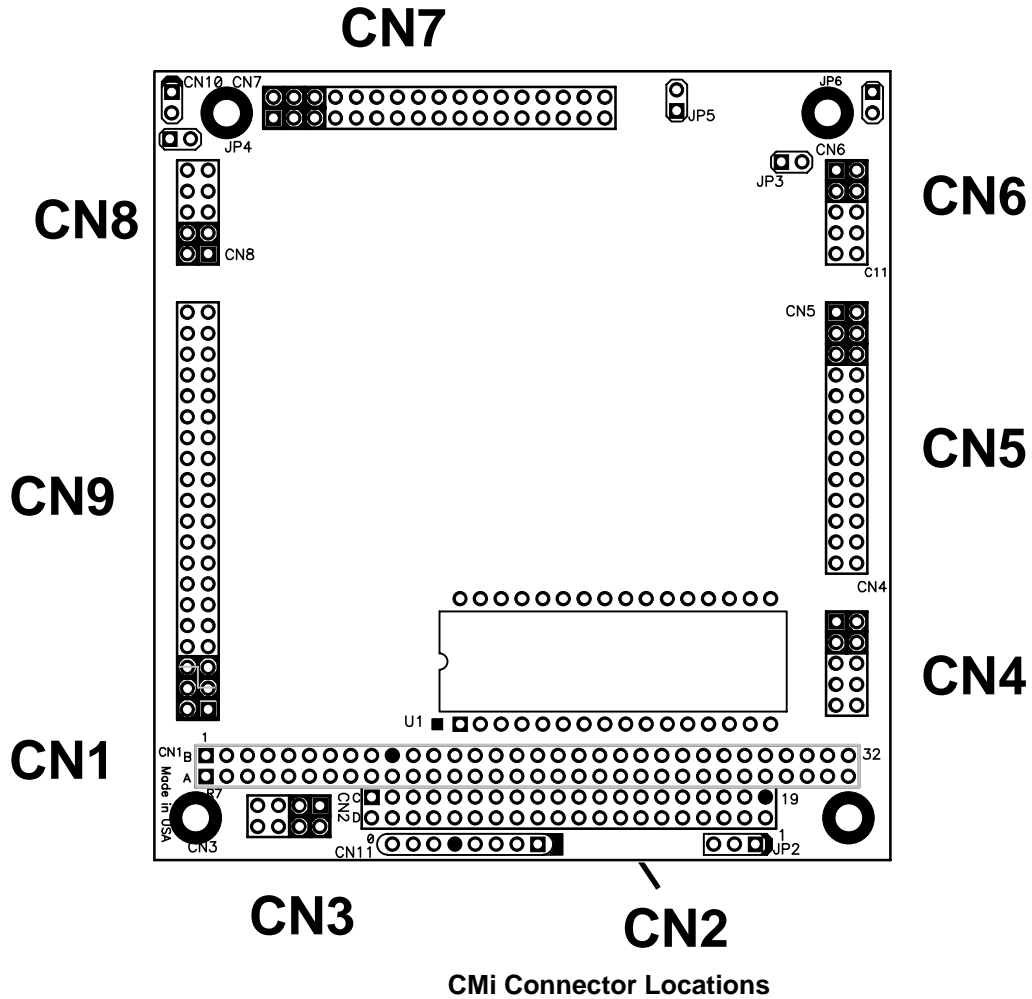 CN7
CN10 CN7
JP4
JP5
JP6
CN6
JP3
CN8
CN8
CN6
C11
CN5
CN5
CN9
CN4
CN4
U1
CN1
1
CN1 B
A
32
Made in USA
R7
CN2
C
D
19
CN3
0
CN11
1
JP2
CN3
CN2
CMi Connector Locations